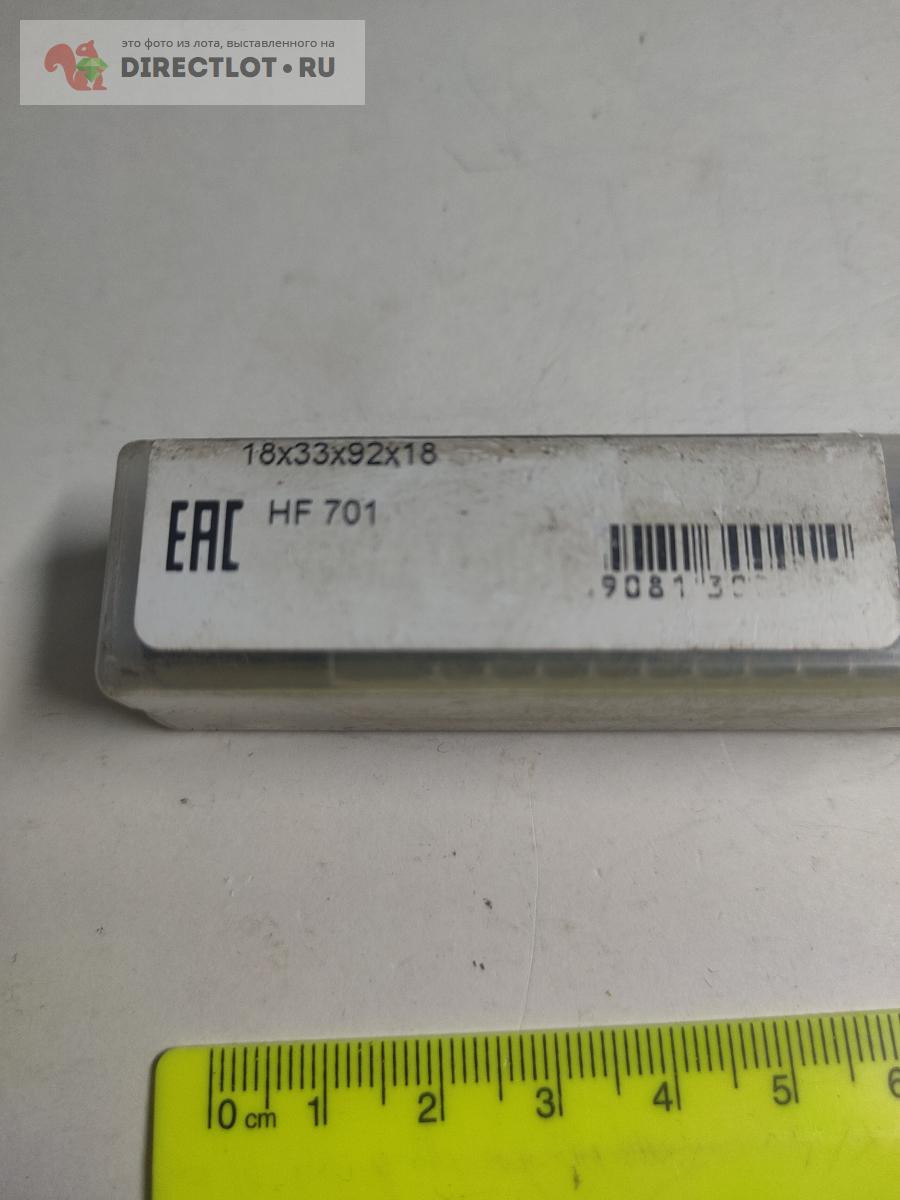 это фото из лота, выставленного на
DIRECTLOT•RU
18x33x92x18
EAC
HF 701
90813
0 cm 1 2 3 4 5 6